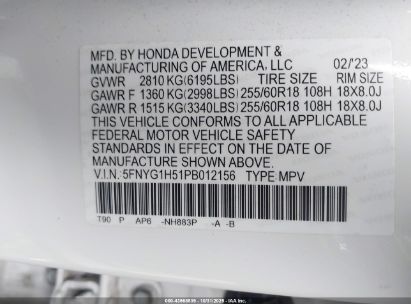 MFD. BY HONDA DEVELOPMENT &
MANUFACTURING OF AMERICA, LLC 02/'23
GVWR 2810 KG(6195LBS) TIRE SIZE RIM SIZE
GAWR F 1360 KG(2998LBS) 255/60R18 108H 18X8.0J
GAWR R 1515 KG(3340LBS) 255/60R18 108H 18X8.0J
THIS VEHICLE CONFORMS TO ALL APPLICABLE
FEDERAL MOTOR VEHICLE SAFETY
STANDARDS IN EFFECT ON THE DATE OF
MANUFACTURE SHOWN ABOVE.
V.I.N.: 5FNYG1H51PB012156 TYPE: MPV
T90 P AP6 -NH883P -A -B